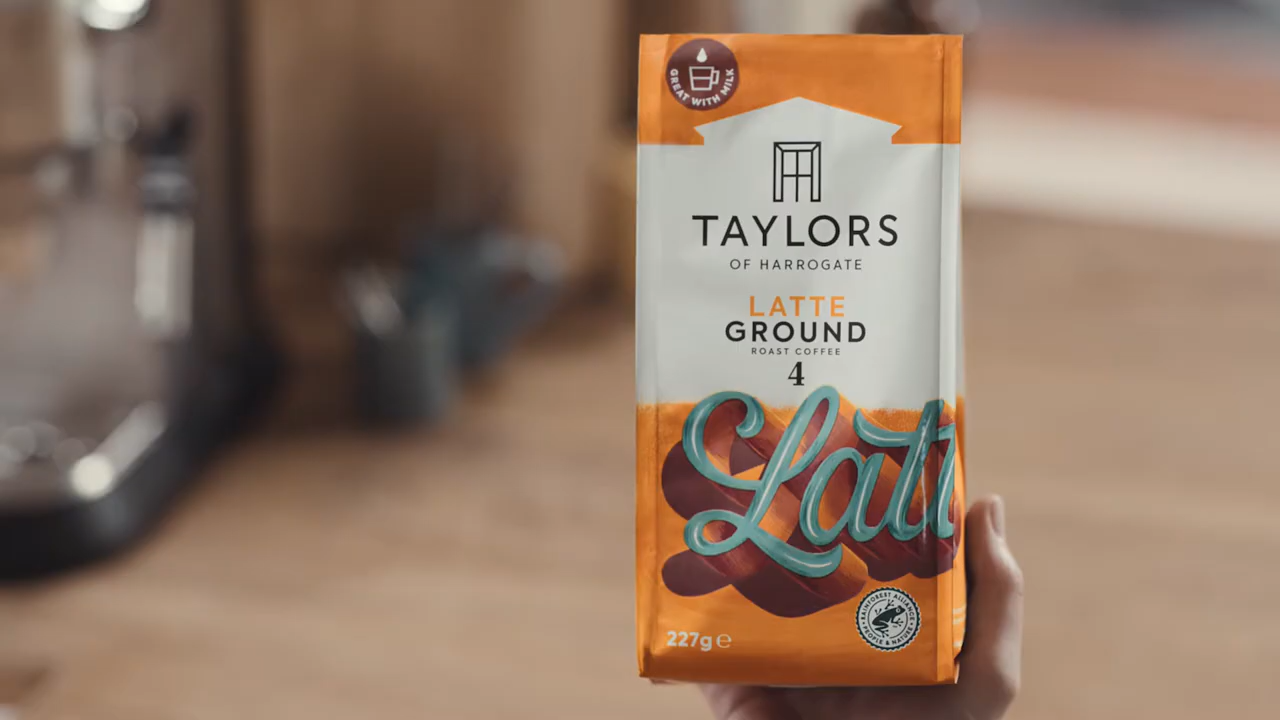 GREAT WITH MILK
TAYLORS
OF HARROGATE
LATTE
GROUND
ROAST COFFEE
4
Latt
227g ℮
RAINFOREST ALLIANCE
PEOPLE & NATURE